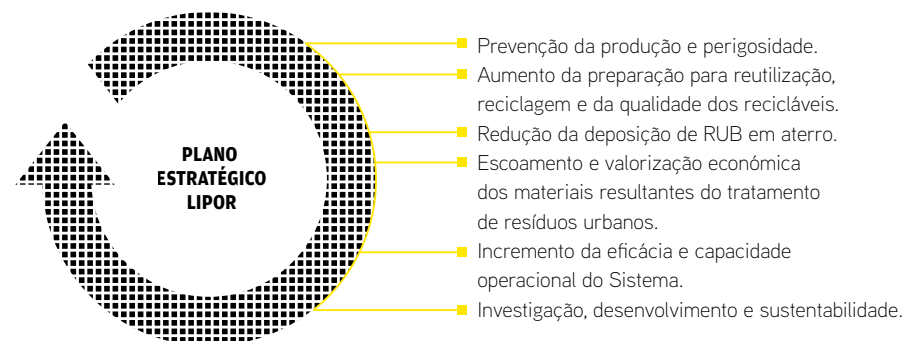 PLANO
ESTRATÉGICO
LIPOR
Prevenção da produção e perigosidade.
Aumento da preparação para reutilização,
reciclagem e da qualidade dos recicláveis.
Redução da deposição de RUB em aterro.
Escoamento e valorização económica
dos materiais resultantes do tratamento
de resíduos urbanos.
Incremento da eficácia e capacidade
operacional do Sistema.
Investigação, desenvolvimento e sustentabilidade.